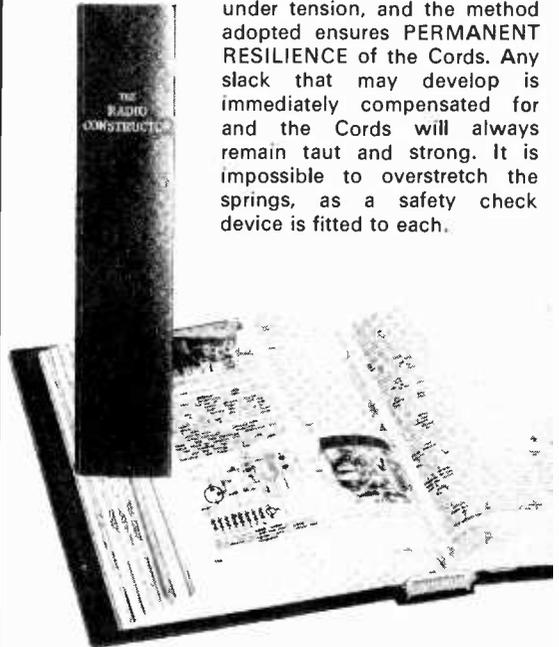 THE
RADIO
CONSTRUCTOR
under tension, and the method
adopted ensures PERMANENT
RESILIENCE of the Cords. Any
slack that may develop is
immediately compensated for
and the Cords will always
remain taut and strong. It is
impossible to overstretch the
springs, as a safety check
device is fitted to each.